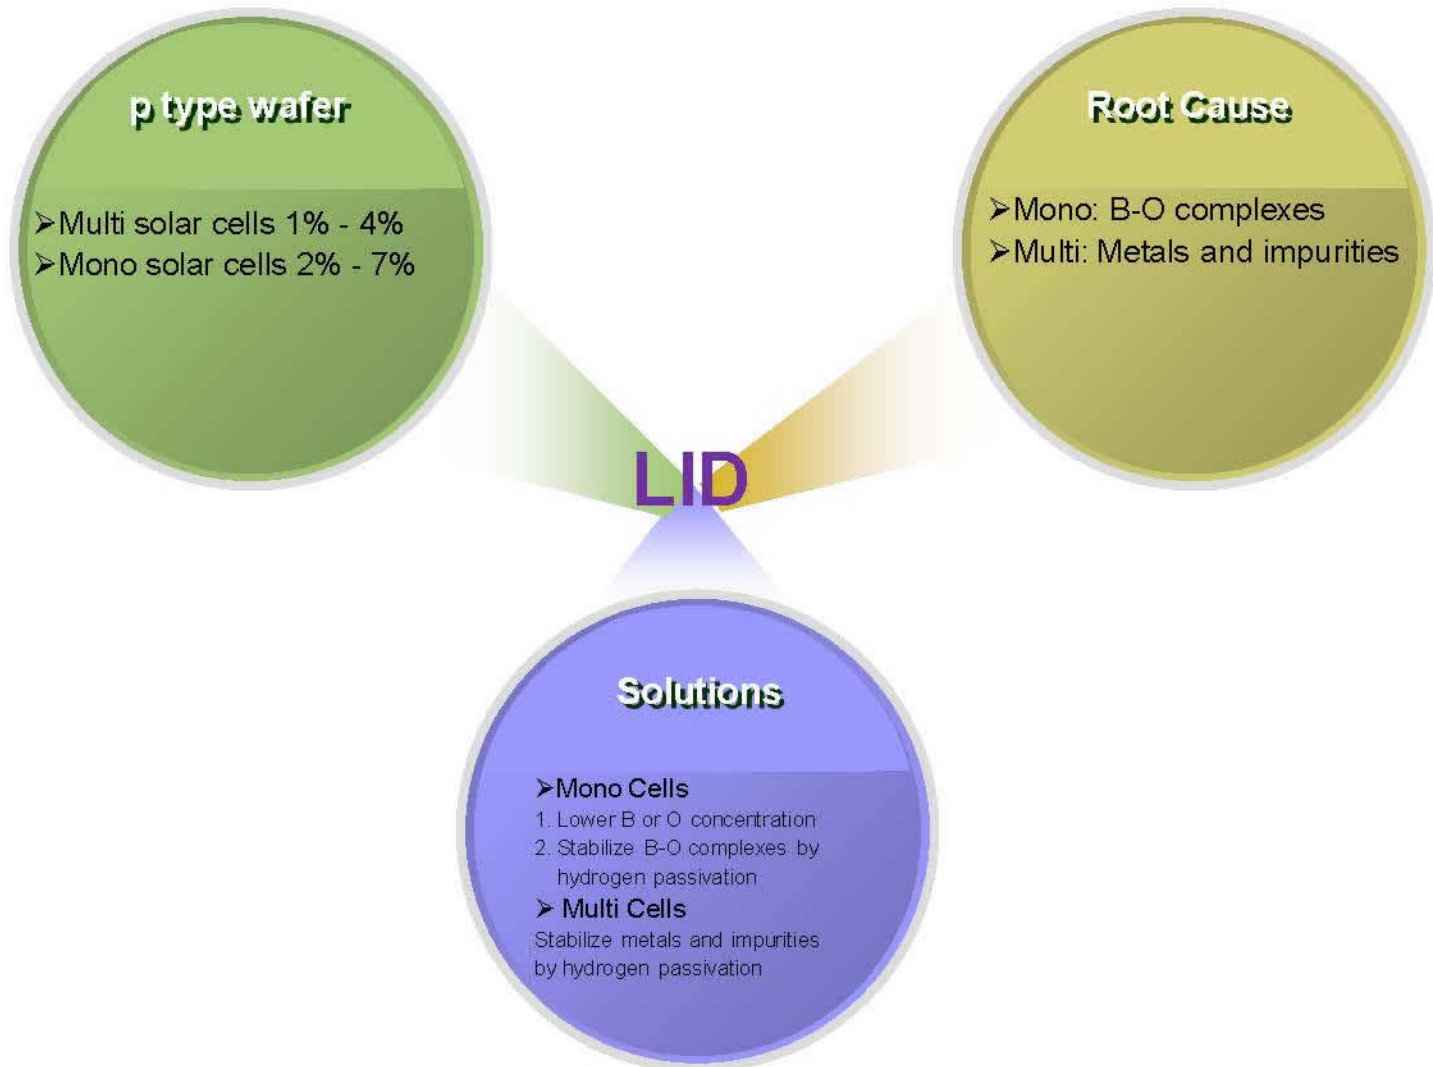 p type wafer
➢Multi solar cells 1% - 4%
➢Mono solar cells 2% - 7%
Root Cause
➢Mono: B-O complexes
➢Multi: Metals and impurities
LID
Solutions
➢Mono Cells
1. Lower B or O concentration
2. Stabilize B-O complexes by
hydrogen passivation
➢ Multi Cells
Stabilize metals and impurities
by hydrogen passivation